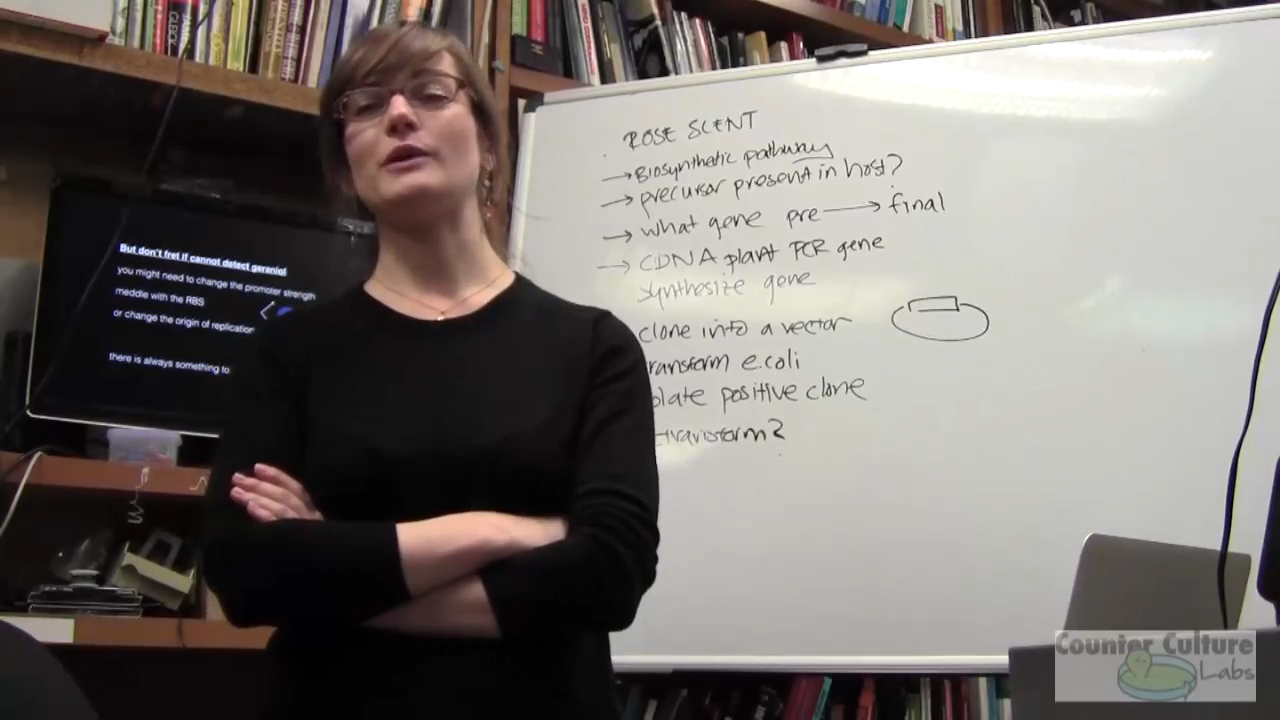 ROSE SCENT
→ Biosynthetic pathway
→ precursor present in host?
→ what gene pre → final
→ CDNA plant PCR gene
synthesize gene
clone into a vector
ransform e.coli
plate positive clone
transform?
But don't fret if cannot detect geraniol
you might need to change the promoter strength
meddle with the RBS
or change the origin of replication
there is always something to
Counter Culture
Labs